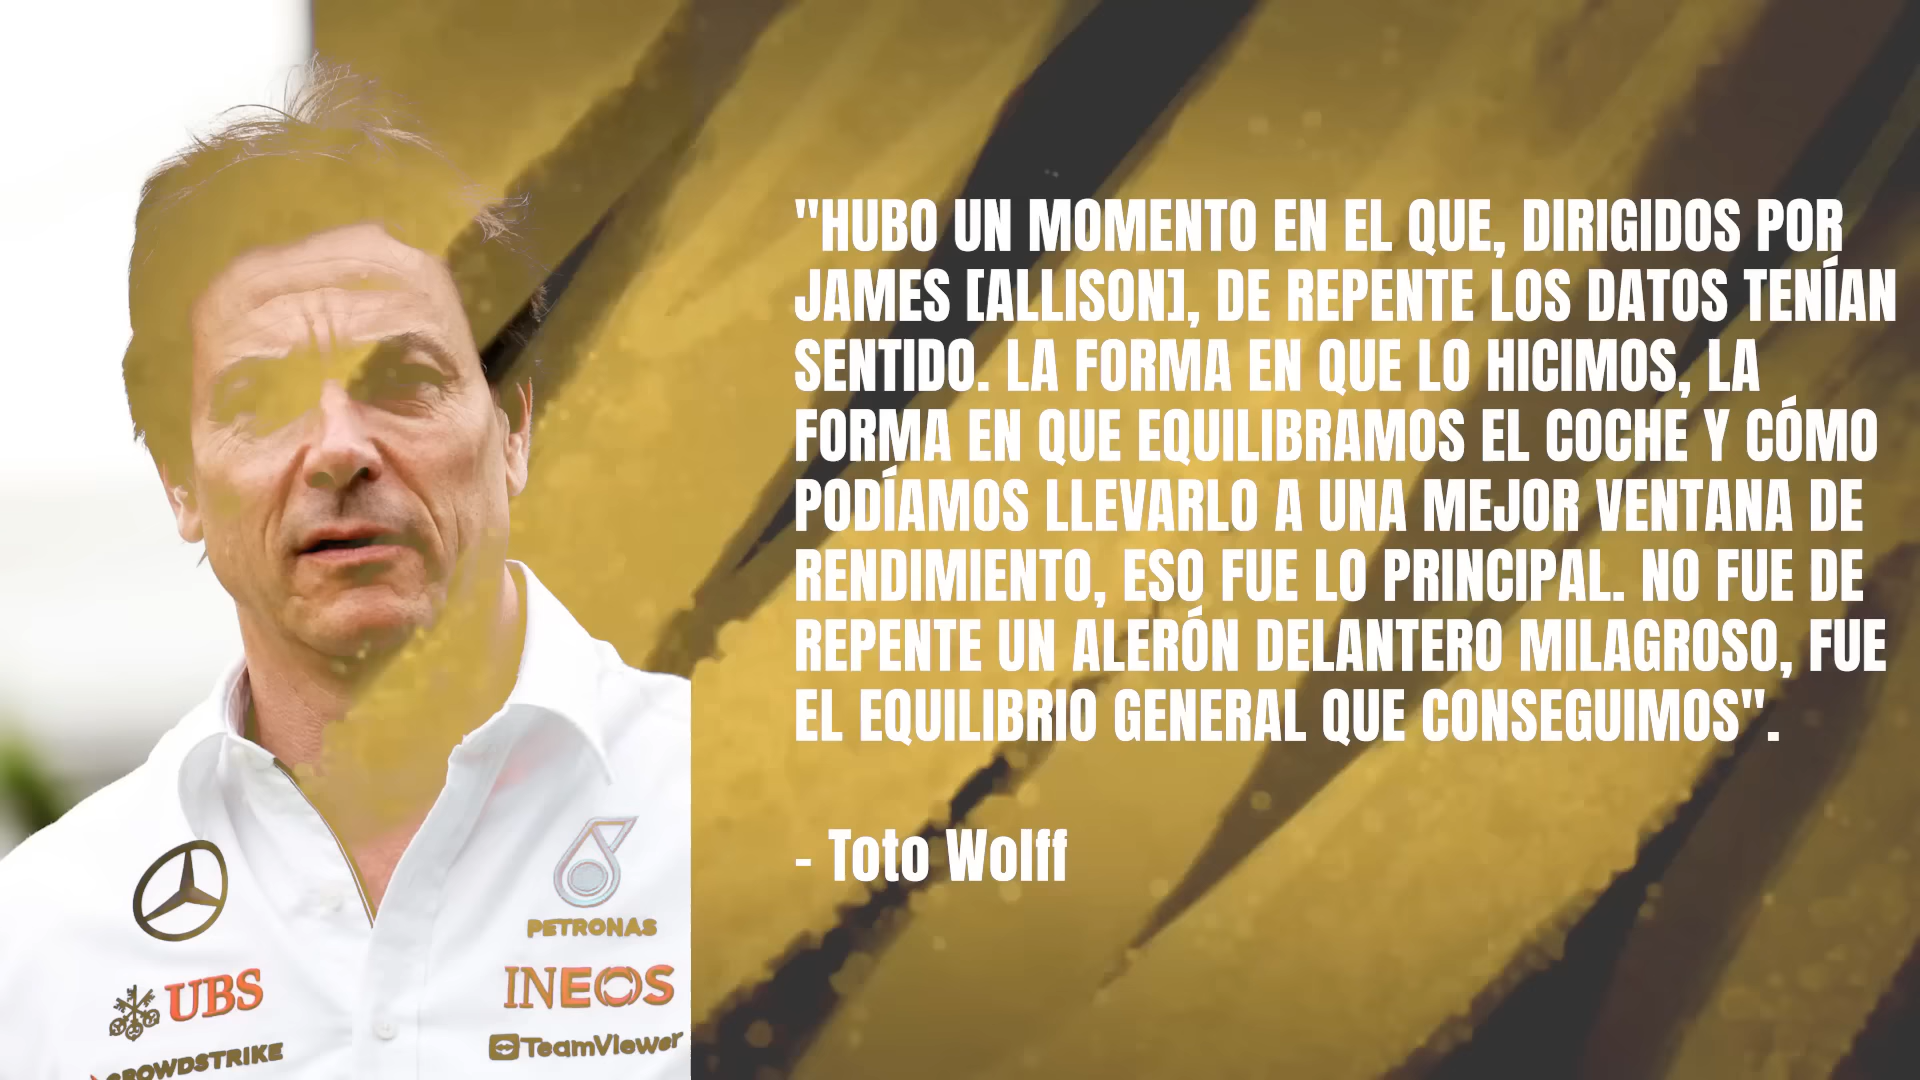 "HUBO UN MOMENTO EN EL QUE, DIRIGIDOS POR
JAMES [ALLISON], DE REPENTE LOS DATOS TENÍAN
SENTIDO. LA FORMA EN QUE LO HICIMOS, LA
FORMA EN QUE EQUILIBRAMOS EL COCHE Y CÓMO
PODÍAMOS LLEVARLO A UNA MEJOR VENTANA DE
RENDIMIENTO, ESO FUE LO PRINCIPAL. NO FUE DE
REPENTE UN ALERÓN DELANTERO MILAGROSO, FUE
EL EQUILIBRIO GENERAL QUE CONSEGUIMOS".
- Toto Wolff
PETRONAS
UBS
INEOS
CROWDSTRIKE
TeamViewer